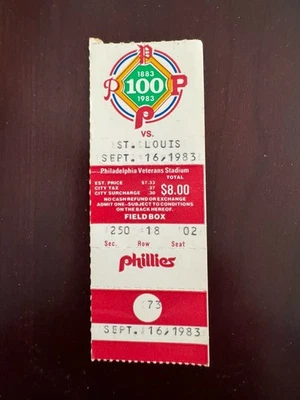 P
1883
P 100 P
1983
P
VS.
ST. LOUIS
SEPT. 16, 1983
Philadelphia Veterans Stadium
TOTAL
EST. PRICE
CITY TAX
CITY SURCHARGE $8.00
NO CASH REFUND OR EXCHANGE
ADMIT ONE–SUBJECT TO CONDITIONS
ON THE BACK HEREOF.
FIELD BOX
250 18 02
Sec. Row Seat
phillies
73
SEPT. 16, 1983